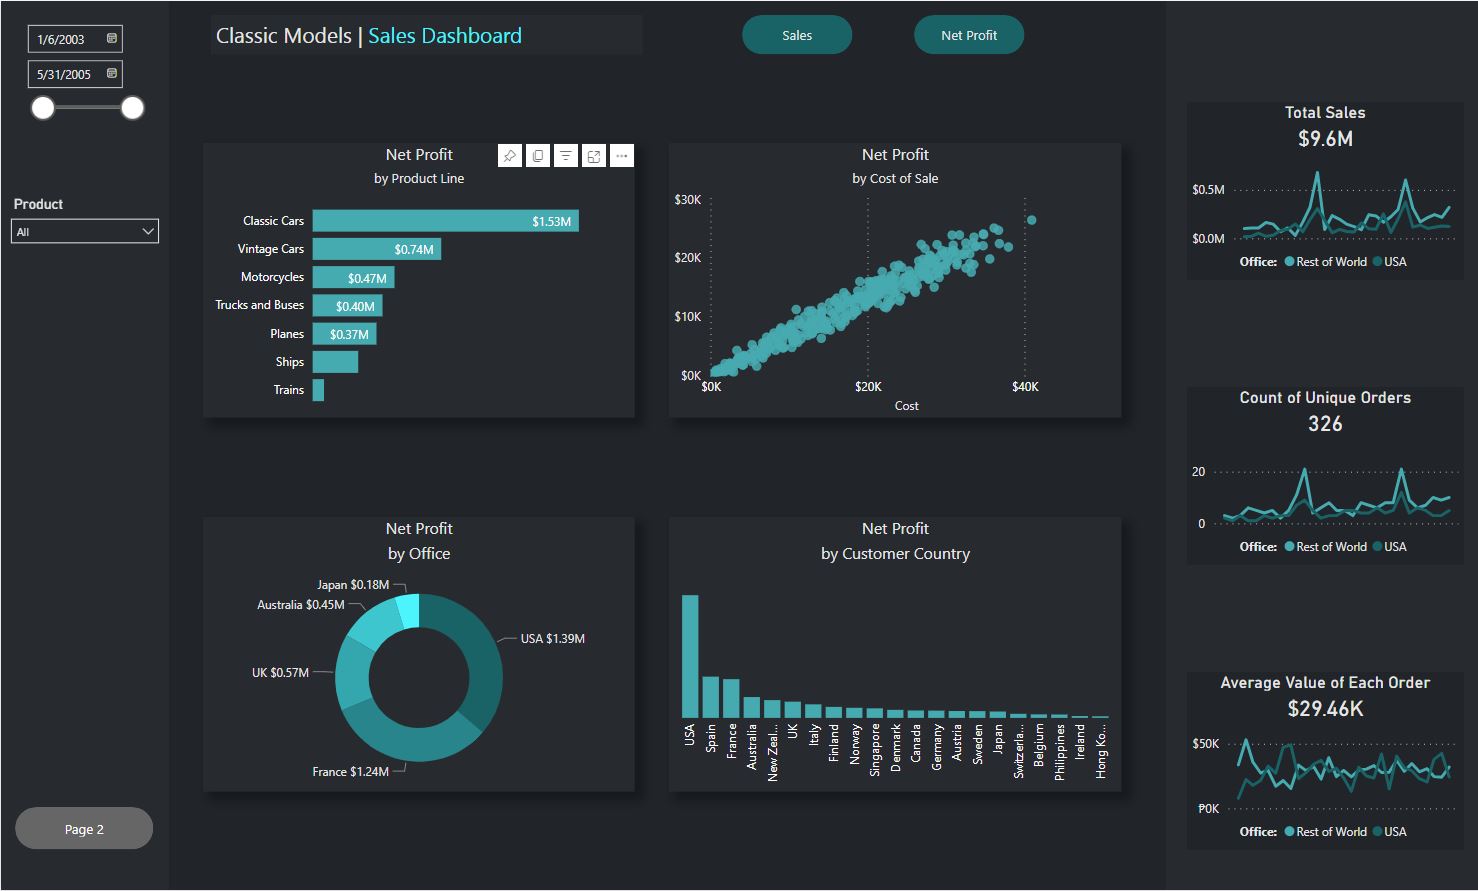 1/6/2003
5/31/2005
Product
All
Page 2
Classic Models | Sales Dashboard
Sales
Net Profit
Net Profit
by Product Line
Classic Cars
$1.53M
Vintage Cars
$0.74M
Motorcycles
$0.47M
Trucks and Buses
$0.40M
Planes
$0.37M
Ships
Trains
Net Profit
by Cost of Sale
$30K
$20K
$10K
$0K
$0K
$20K
$40K
Cost
Net Profit
by Office
Japan $0.18M
Australia $0.45M
USA $1.39M
UK $0.57M
France $1.24M
Net Profit
by Customer Country
USA
Spain
France
Australia
New Zeal...
UK
Italy
Finland
Norway
Singapore
Denmark
Canada
Germany
Austria
Sweden
Japan
Switzerla...
Belgium
Philippines
Ireland
Hong Ko...
Total Sales
$9.6M
$0.5M
$0.0M
Office: Rest of World USA
Count of Unique Orders
326
20
0
Office: Rest of World USA
Average Value of Each Order
$29.46K
$50K
₱0K
Office: Rest of World USA